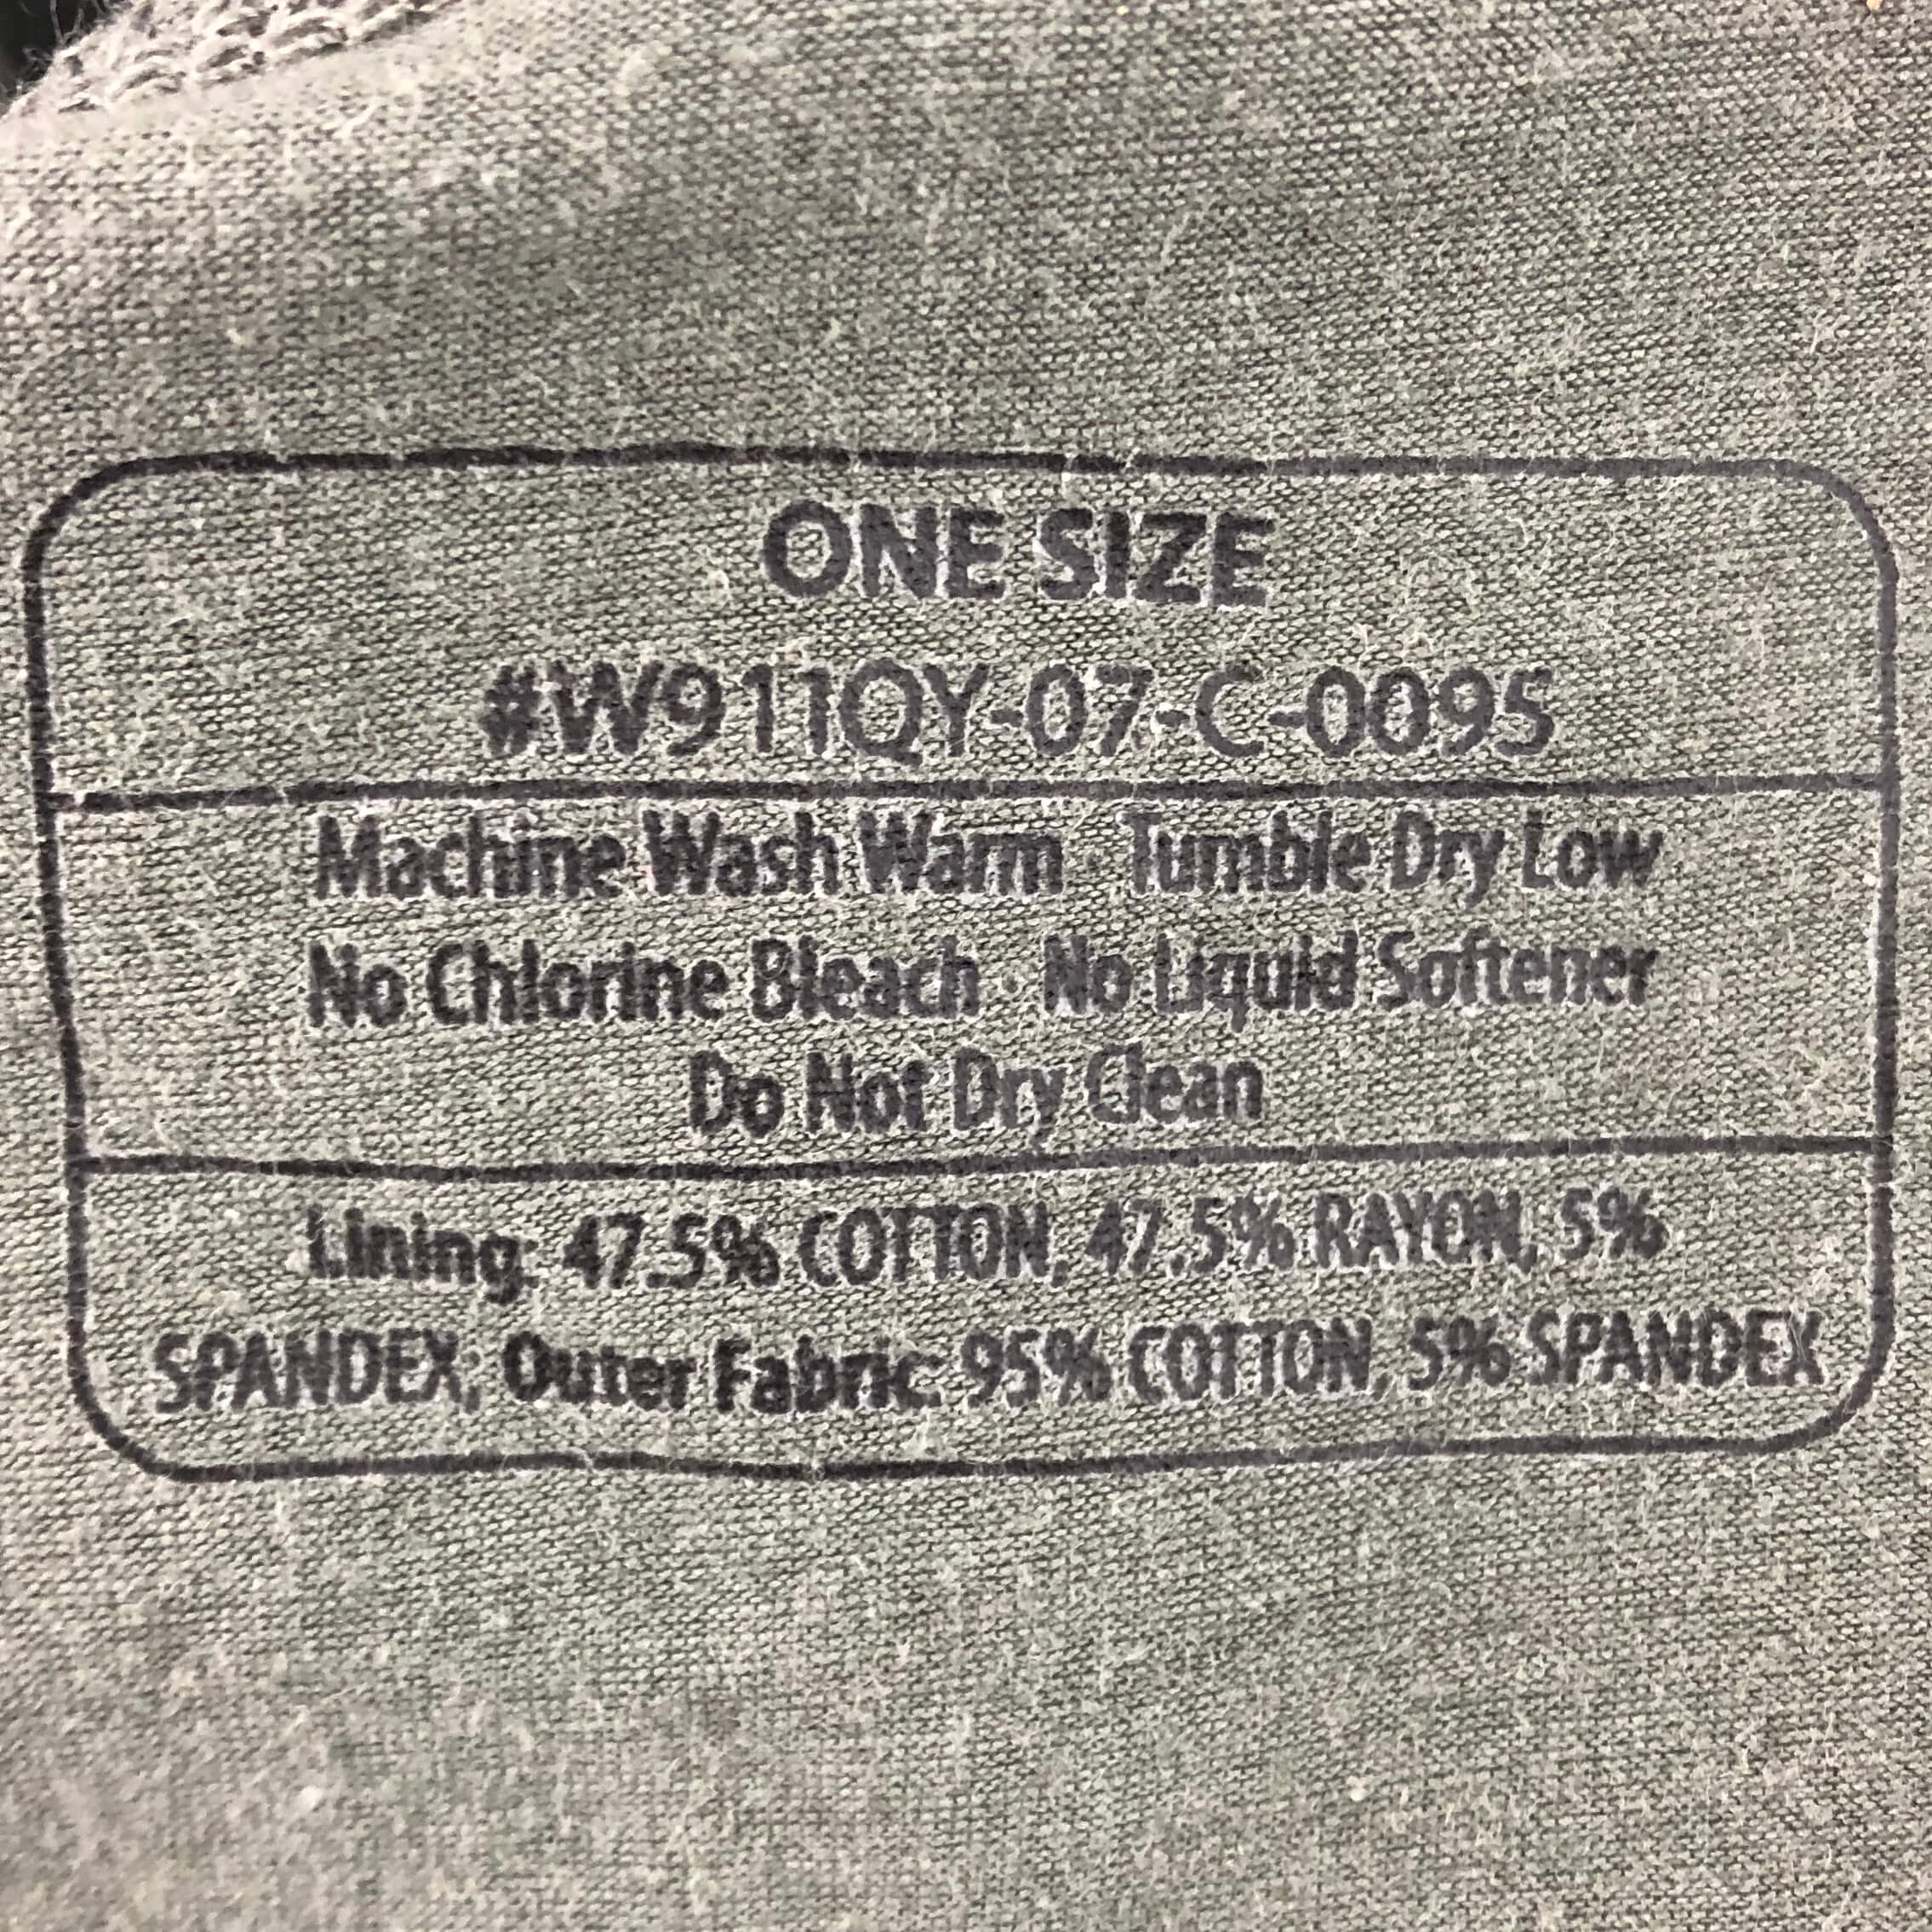 ONE SIZE
#W911QY-07-C-0095
Machine Wash Warm · Tumble Dry Low
No Chlorine Bleach · No Liquid Softener
Do Not Dry Clean
Lining: 47.5% COTTON, 47.5% RAYON, 5%
SPANDEX; Outer Fabric: 95% COTTON, 5% SPANDEX